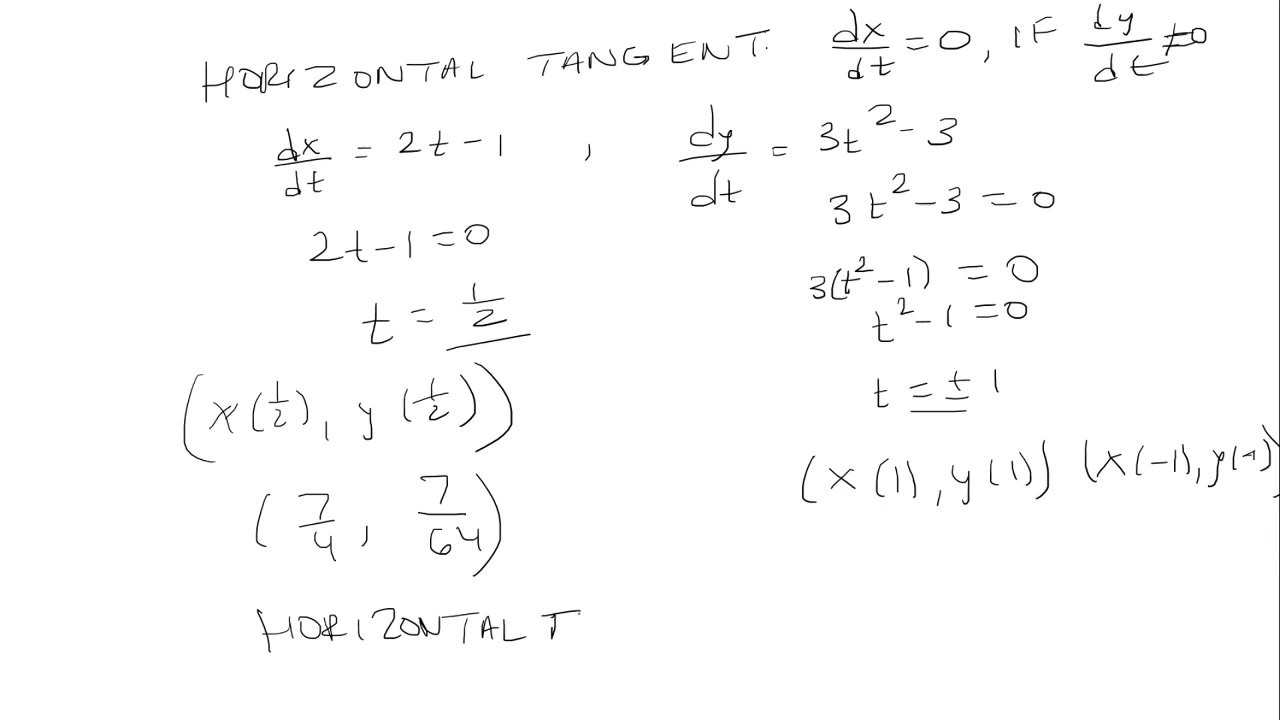 HORIZONTAL TANGENT. dx/dt = 0, IF dy/dt ≠ 0
dx/dt = 2t - 1 , dy/dt = 3t² - 3
2t - 1 = 0
3t² - 3 = 0
t = 1/2
3(t² - 1) = 0
t² - 1 = 0
t = ± 1
(x(1/2), y(1/2))
(x(1), y(1)) (x(-1), y(-1)
(7/4, 7/64)
HORIZONTAL T